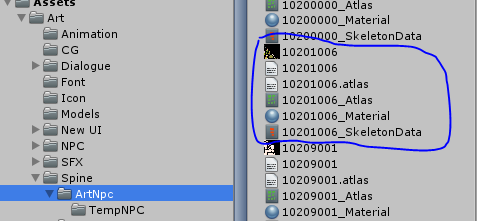 Assets
Art
Animation
CG
Dialogue
Font
Icon
Models
New UI
NPC
SFX
Spine
ArtNpc
TempNPC
10200000_Atlas
10200000_Material
10200000_SkeletonData
10201006
10201006
10201006.atlas
10201006_Atlas
10201006_Material
10201006_SkeletonData
10209001
10209001
10209001.atlas
10209001_Atlas
10209001_Material